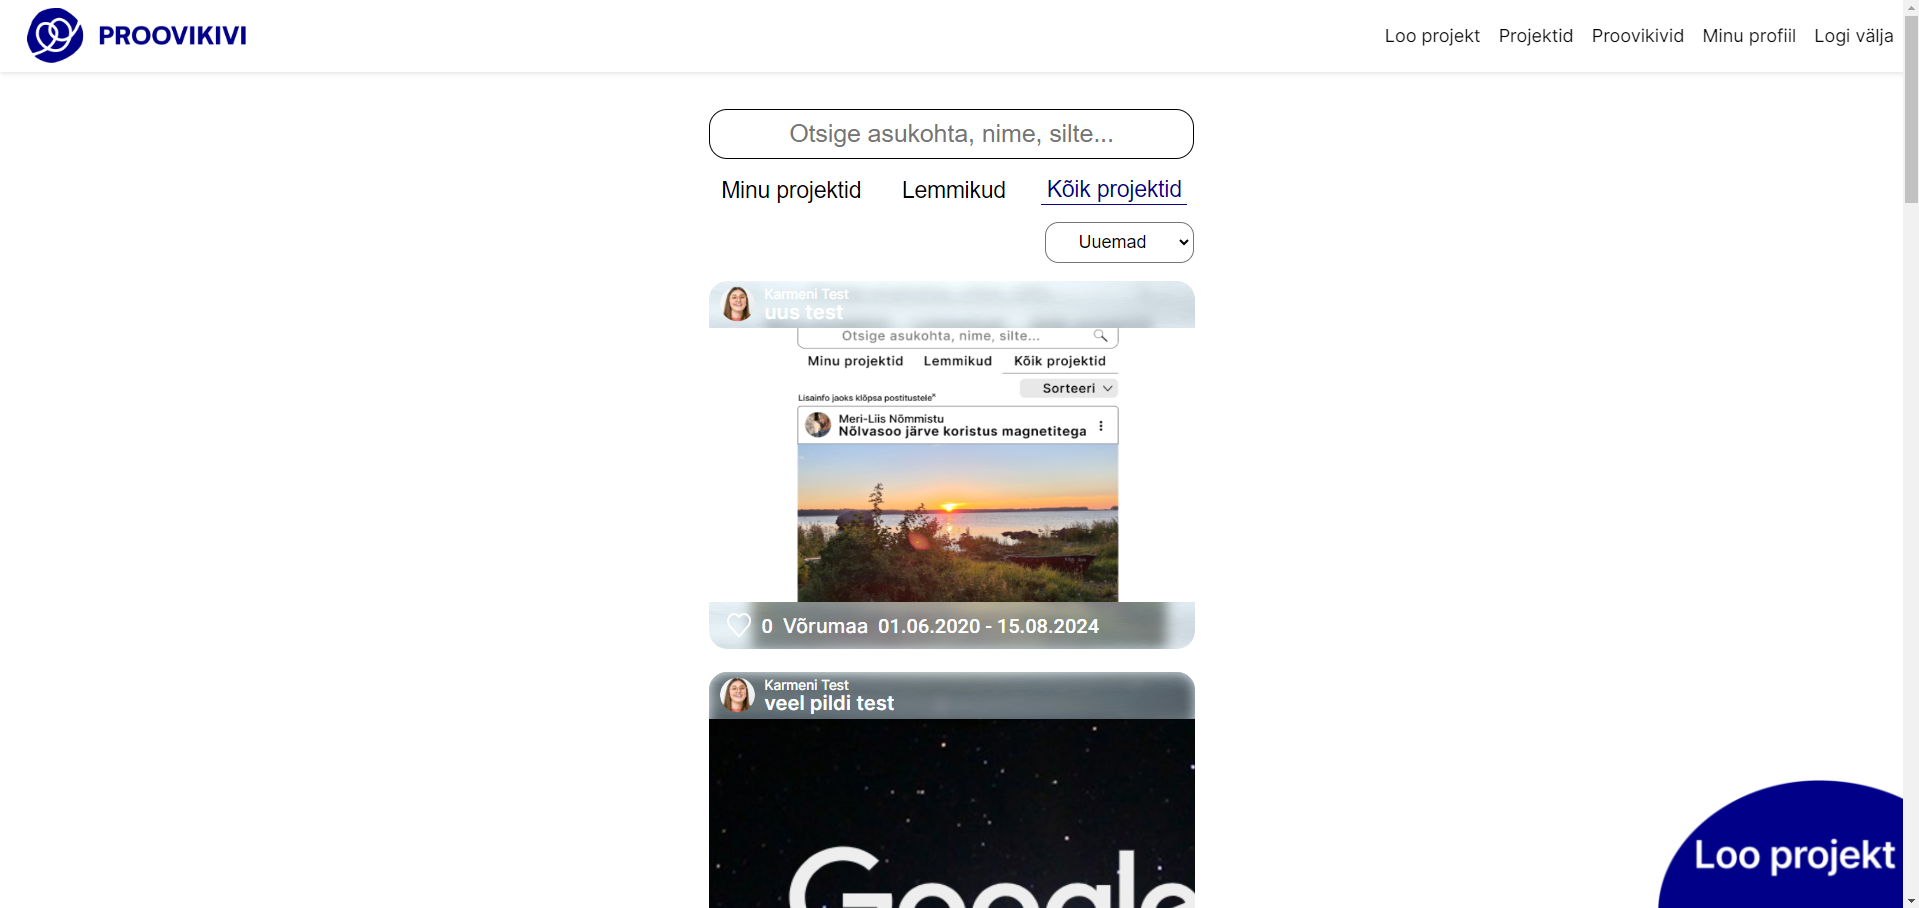 PROOVIKIVI
Loo projekt Projektid Proovikivid Minu profiil Logi välja
Otsige asukohta, nime, silte...
Minu projektid Lemmikud Kõik projektid
Uuemad
Karmeni Test
uus test
Otsige asukohta, nime, silte...
Minu projektid Lemmikud Kõik projektid
Sorteeri
Lisainfo jaoks klõpsa postitustele*
Meri-Liis Nõmmistu
Nõlvasoo järve koristus magnetitega
0 Võrumaa 01.06.2020 - 15.08.2024
Karmeni Test
veel pildi test
Google
Loo projekt